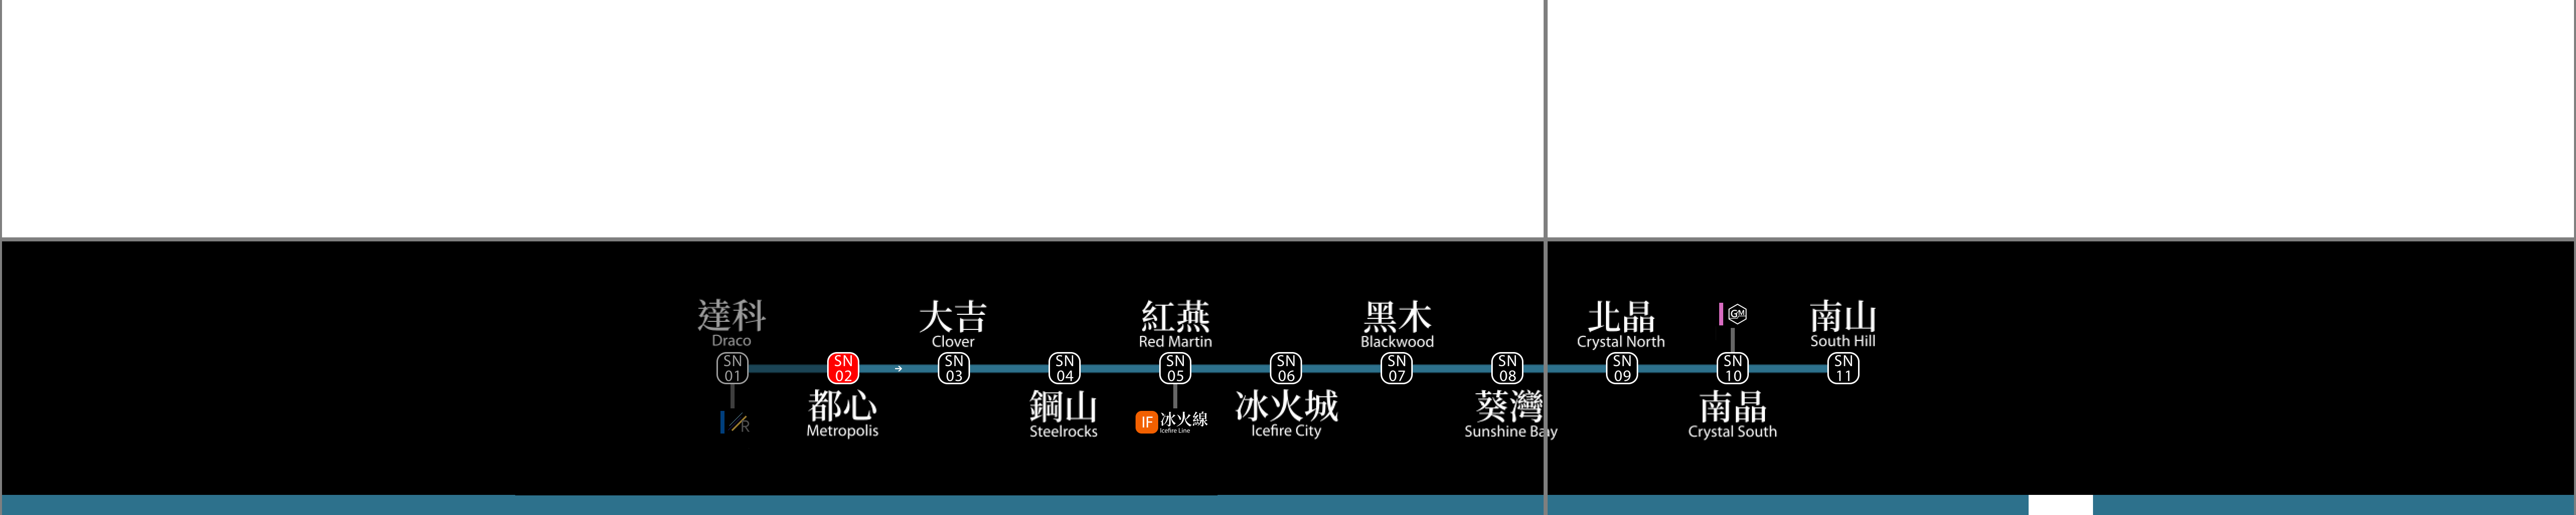 達科
Draco
SN
01
R
SN
02
都心
Metropolis
大吉
Clover
SN
03
SN
04
鋼山
Steelrocks
紅燕
Red Martin
SN
05
IF 冰火線
Icefire Line
SN
06
冰火城
Icefire City
黑木
Blackwood
SN
07
SN
08
葵灣
Sunshine Bay
北晶
Crystal North
SN
09
GM
SN
10
南晶
Crystal South
南山
South Hill
SN
11